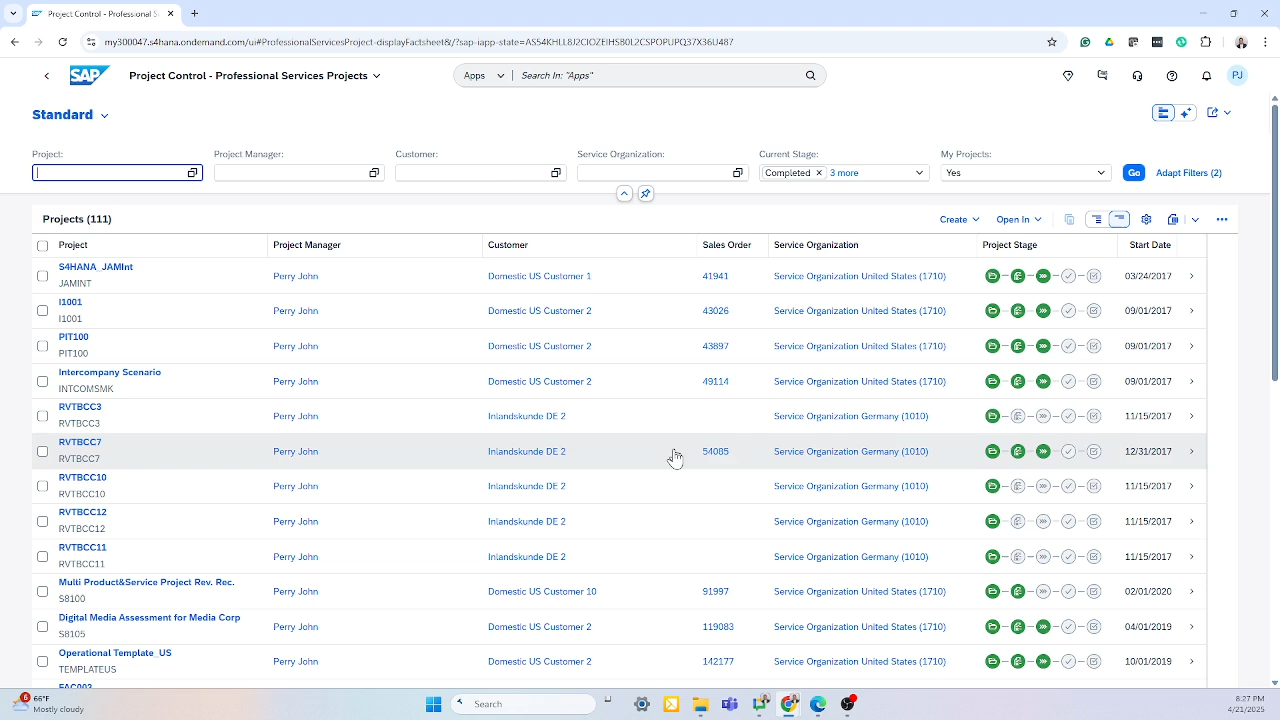 Project Control - Professional Se
my300047.s4hana.ondemand.com/ui#ProfessionalServicesProject-displayFactsheet8/?sap-iapp-state=AS54KHLL8J2CIOZEIHSB0L2CSPOPUPQ37X36U487
SAP Project Control - Professional Services Projects Apps Search In: "Apps" PJ
Standard
Project: Project Manager: Customer: Service Organization: Current Stage: My Projects:
Completed 3 more Yes Go Adapt Filters (2)
Projects (111) Create Open In
Project Project Manager Customer Sales Order Service Organization Project Stage Start Date
S4HANA_JAMInt
JAMINT Perry John Domestic US Customer 1 41941 Service Organization United States (1710) 03/24/2017
I1001
I1001 Perry John Domestic US Customer 2 43026 Service Organization United States (1710) 09/01/2017
PIT100
PIT100 Perry John Domestic US Customer 2 43897 Service Organization United States (1710) 09/01/2017
Intercompany Scenario
INTCOMSMK Perry John Domestic US Customer 2 49114 Service Organization United States (1710) 09/01/2017
RVTBCC3
RVTBCC3 Perry John Inlandskunde DE 2 Service Organization Germany (1010) 11/15/2017
RVTBCC7
RVTBCC7 Perry John Inlandskunde DE 2 54085 Service Organization Germany (1010) 12/31/2017
RVTBCC10
RVTBCC10 Perry John Inlandskunde DE 2 Service Organization Germany (1010) 11/15/2017
RVTBCC12
RVTBCC12 Perry John Inlandskunde DE 2 Service Organization Germany (1010) 11/15/2017
RVTBCC11
RVTBCC11 Perry John Inlandskunde DE 2 Service Organization Germany (1010) 11/15/2017
Multi Product&Service Project Rev. Rec.
S8100 Perry John Domestic US Customer 10 91997 Service Organization United States (1710) 02/01/2020
Digital Media Assessment for Media Corp
S8105 Perry John Domestic US Customer 2 119083 Service Organization United States (1710) 04/01/2019
Operational Template_US
TEMPLATEUS Perry John Domestic US Customer 2 142177 Service Organization United States (1710) 10/01/2019
6 66°F Search 8:27 PM
Mostly cloudy 4/21/2025